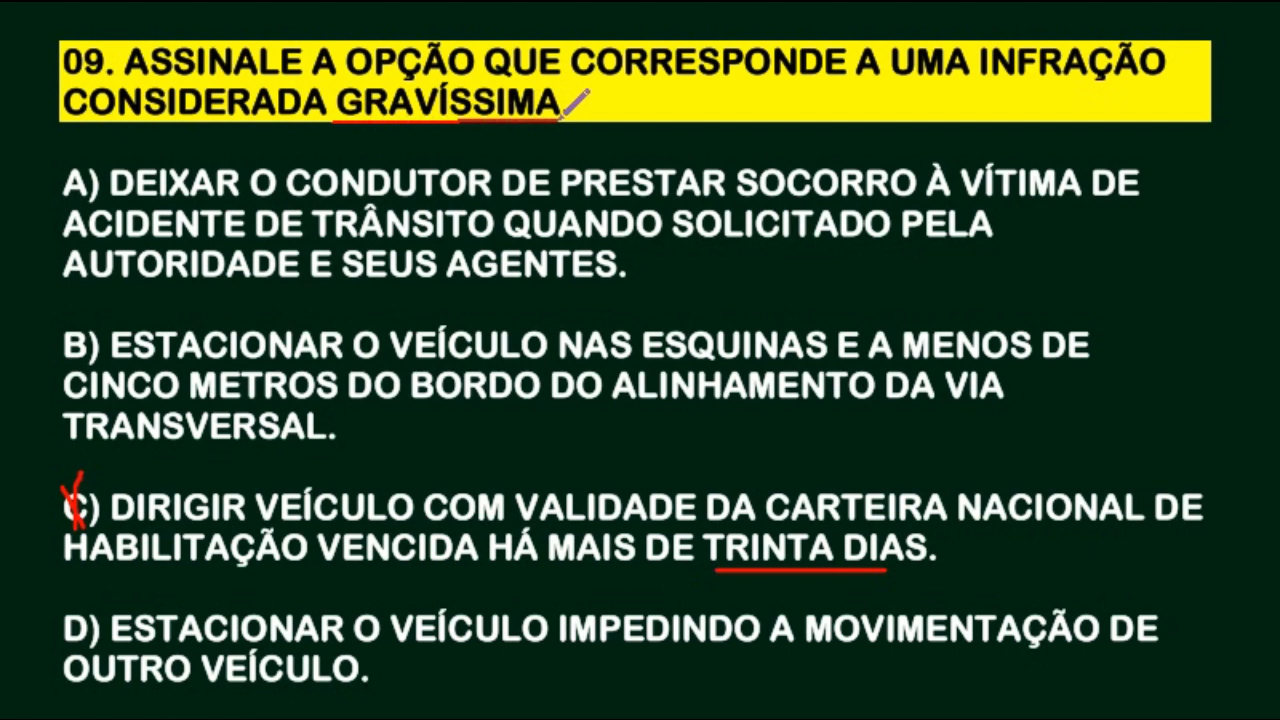 09. ASSINALE A OPÇÃO QUE CORRESPONDE A UMA INFRAÇÃO
CONSIDERADA GRAVÍSSIMA
A) DEIXAR O CONDUTOR DE PRESTAR SOCORRO À VÍTIMA DE
ACIDENTE DE TRÂNSITO QUANDO SOLICITADO PELA
AUTORIDADE E SEUS AGENTES.
B) ESTACIONAR O VEÍCULO NAS ESQUINAS E A MENOS DE
CINCO METROS DO BORDO DO ALINHAMENTO DA VIA
TRANSVERSAL.
C) DIRIGIR VEÍCULO COM VALIDADE DA CARTEIRA NACIONAL DE
HABILITAÇÃO VENCIDA HÁ MAIS DE TRINTA DIAS.
D) ESTACIONAR O VEÍCULO IMPEDINDO A MOVIMENTAÇÃO DE
OUTRO VEÍCULO.